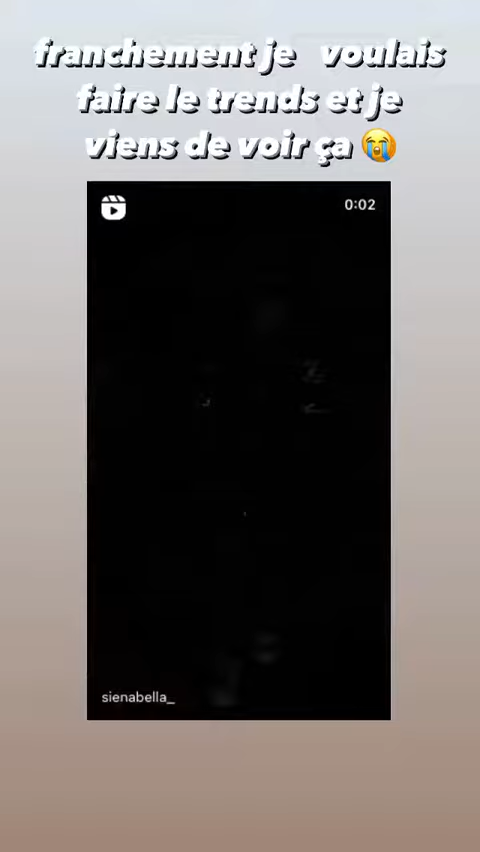 franchement je voulais
faire le trends et je
viens de voir ça 😭
0:02
sienabella_